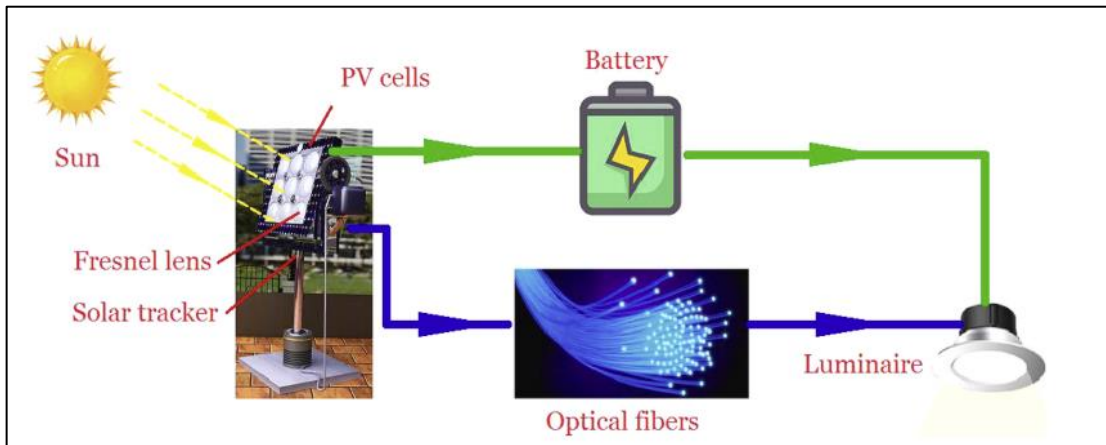 Battery
PV cells
Sun
Fresnel lens
Solar tracker
Luminaire
Optical fibers